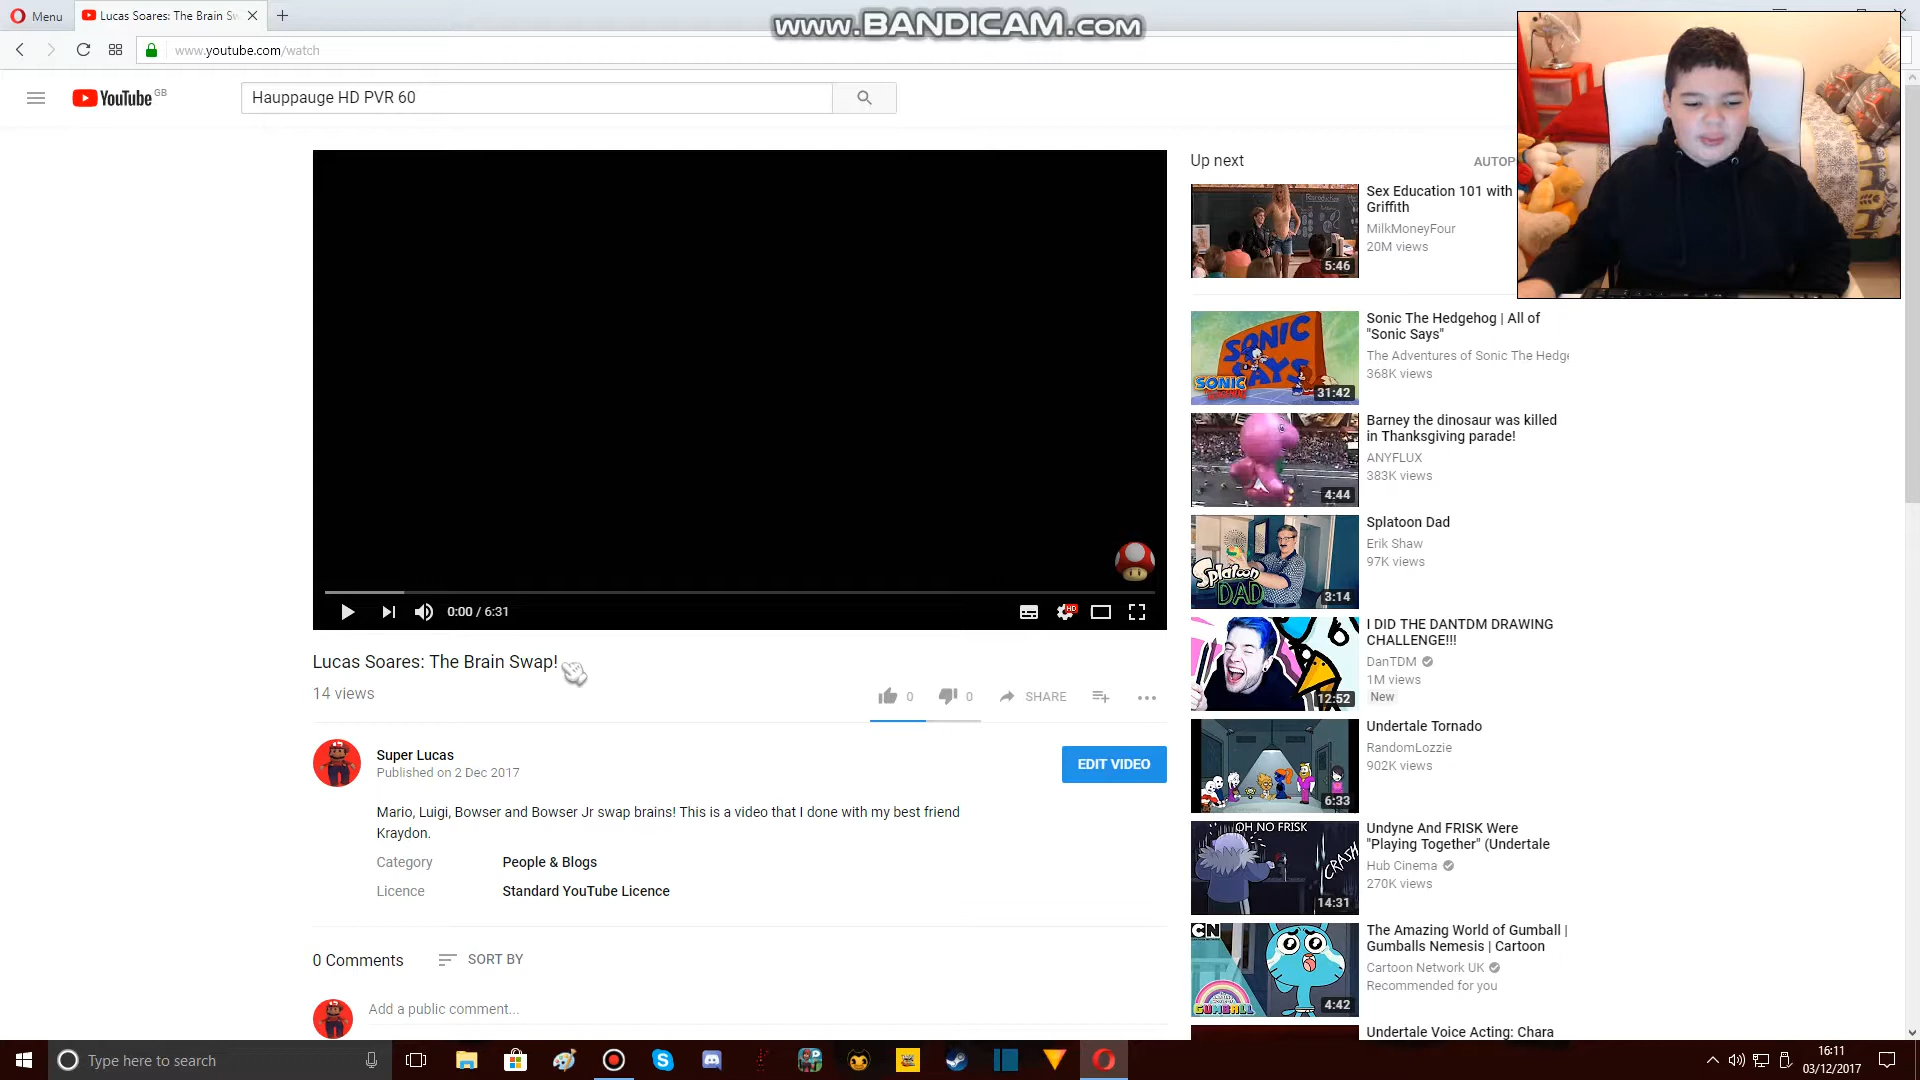 Menu
Lucas Soares: The Brain Sw
www.BANDICAM.com
www.youtube.com/watch
YouTube GB
Hauppauge HD PVR 60
Up next
AUTOP
Sex Education 101 with
Griffith
MilkMoneyFour
20M views
5:46
Sonic The Hedgehog | All of
"Sonic Says"
The Adventures of Sonic The Hedge
368K views
SONIC
SAYS
SONIC
31:42
Barney the dinosaur was killed
in Thanksgiving parade!
ANYFLUX
383K views
4:44
Splatoon Dad
Erik Shaw
97K views
Splatoon
DAD
3:14
I DID THE DANTDM DRAWING
CHALLENGE!!!
DanTDM
1M views
New
12:52
Undertale Tornado
RandomLozzie
902K views
6:33
Undyne And FRISK Were
"Playing Together" (Undertale
Hub Cinema
270K views
OH NO FRISK
CRASH
14:31
The Amazing World of Gumball |
Gumballs Nemesis | Cartoon
Cartoon Network UK
Recommended for you
CN
GUMBALL
4:42
Undertale Voice Acting: Chara
0:00 / 6:31
HD
Lucas Soares: The Brain Swap!
14 views
0
0
SHARE
Super Lucas
Published on 2 Dec 2017
EDIT VIDEO
Mario, Luigi, Bowser and Bowser Jr swap brains! This is a video that I done with my best friend
Kraydon.
Category
People & Blogs
Licence
Standard YouTube Licence
0 Comments
SORT BY
Add a public comment...
Type here to search
16:11
03/12/2017